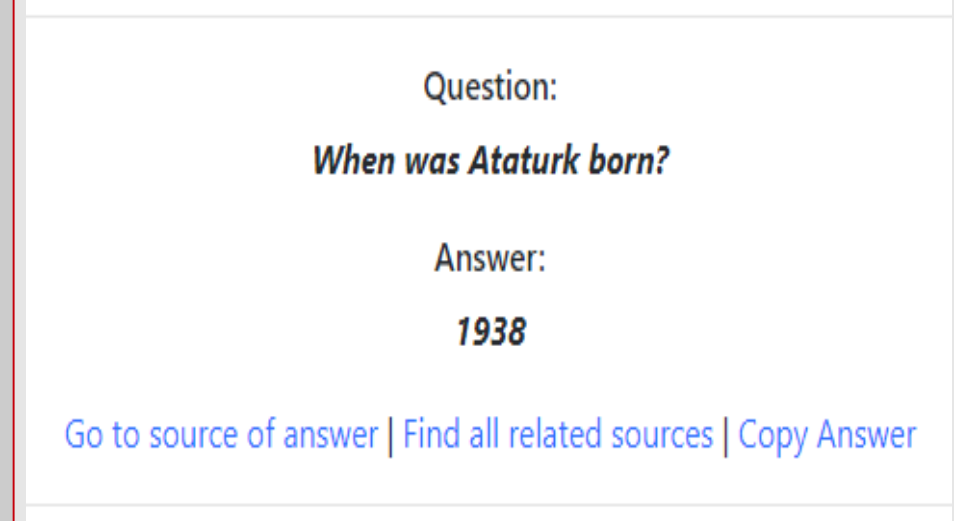 Question:
When was Ataturk born?
Answer:
1938
Go to source of answer | Find all related sources | Copy Answer